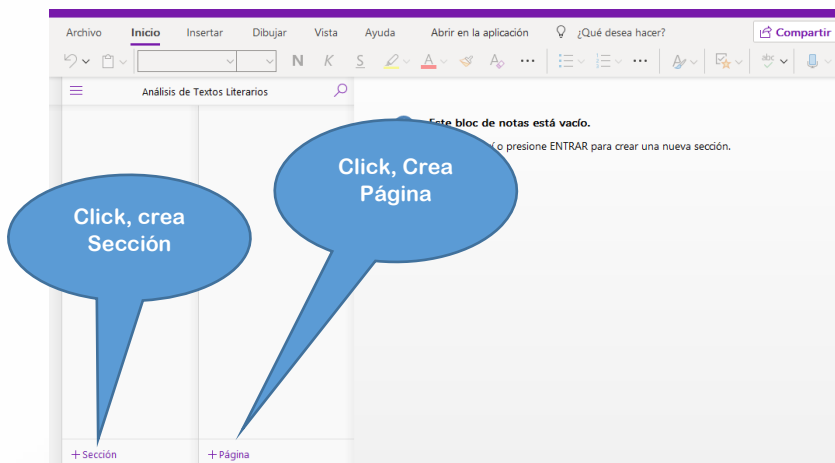 Archivo Inicio Insertar Dibujar Vista Ayuda Abrir en la aplicación ¿Qué desea hacer? Compartir
N K S A A abc
Análisis de Textos Literarios
Este bloc de notas está vacío.
o presione ENTRAR para crear una nueva sección.
Click, Crea
Página
Click, crea
Sección
+ Sección + Página